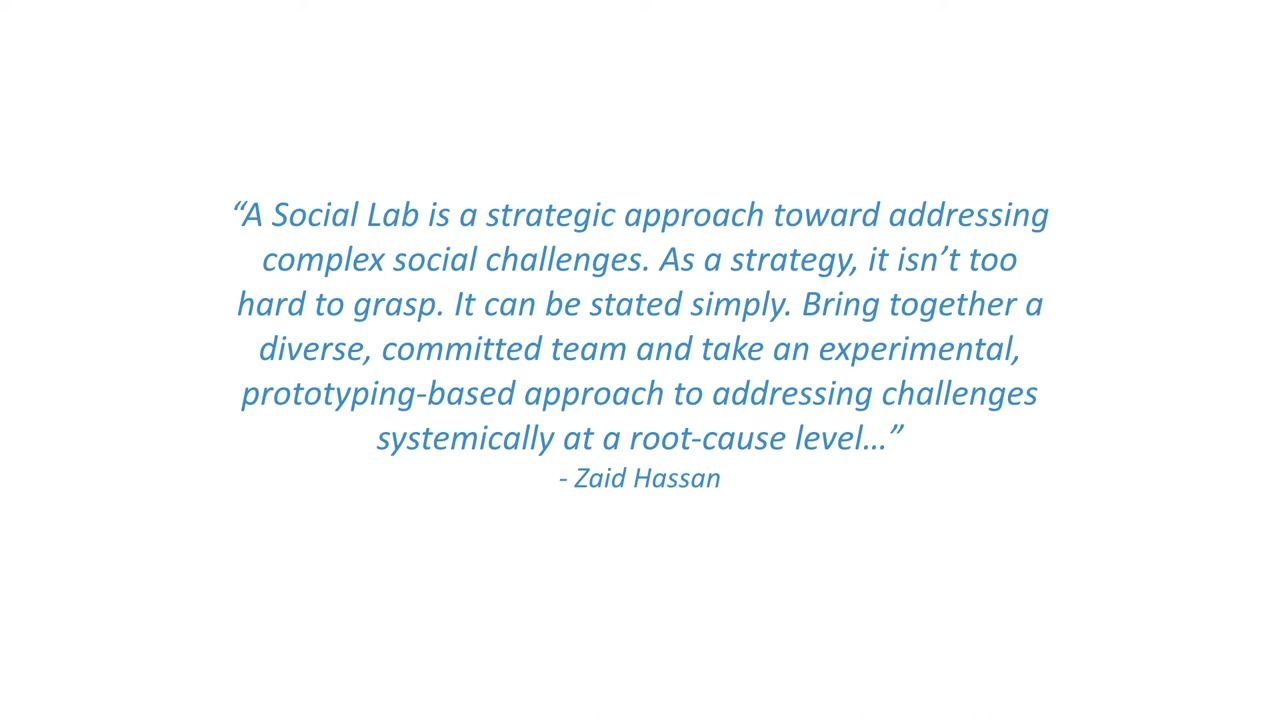 “A Social Lab is a strategic approach toward addressing
complex social challenges. As a strategy, it isn’t too
hard to grasp. It can be stated simply. Bring together a
diverse, committed team and take an experimental,
prototyping-based approach to addressing challenges
systemically at a root-cause level…”
- Zaid Hassan